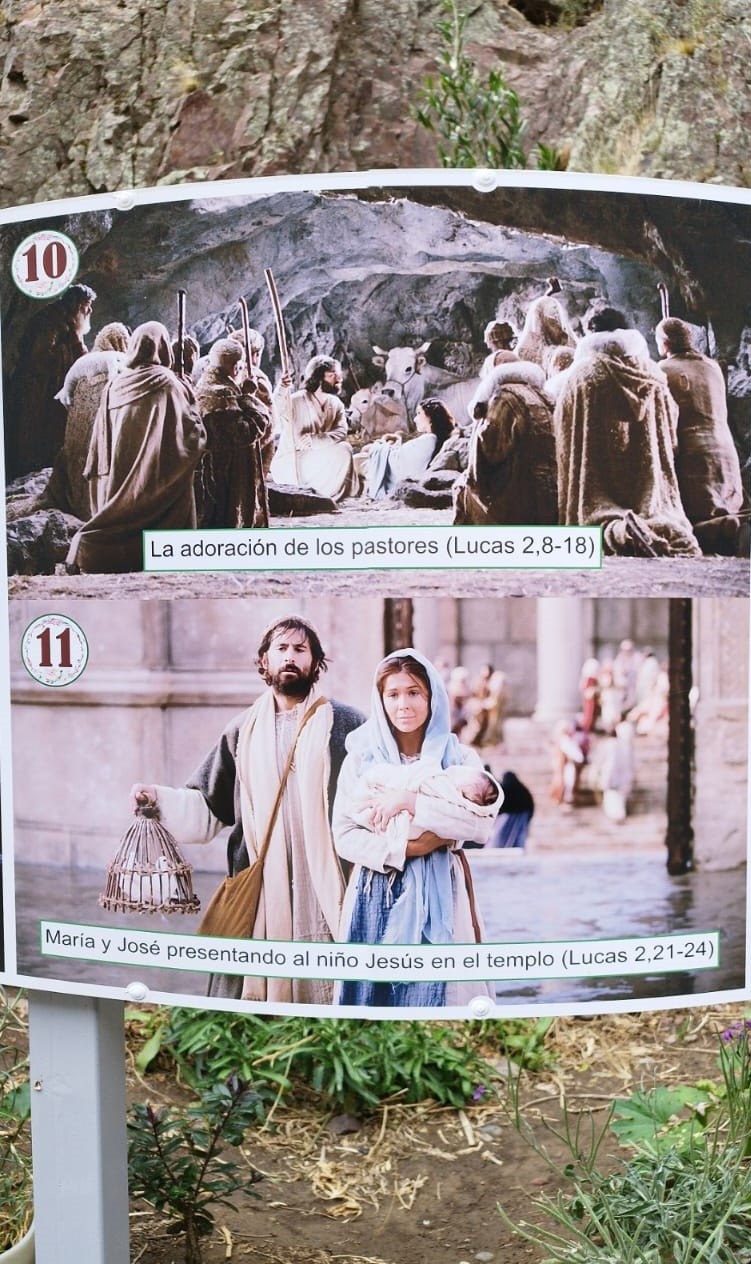 10
La adoración de los pastores (Lucas 2,8-18)
11
María y José presentando al niño Jesús en el templo (Lucas 2,21-24)